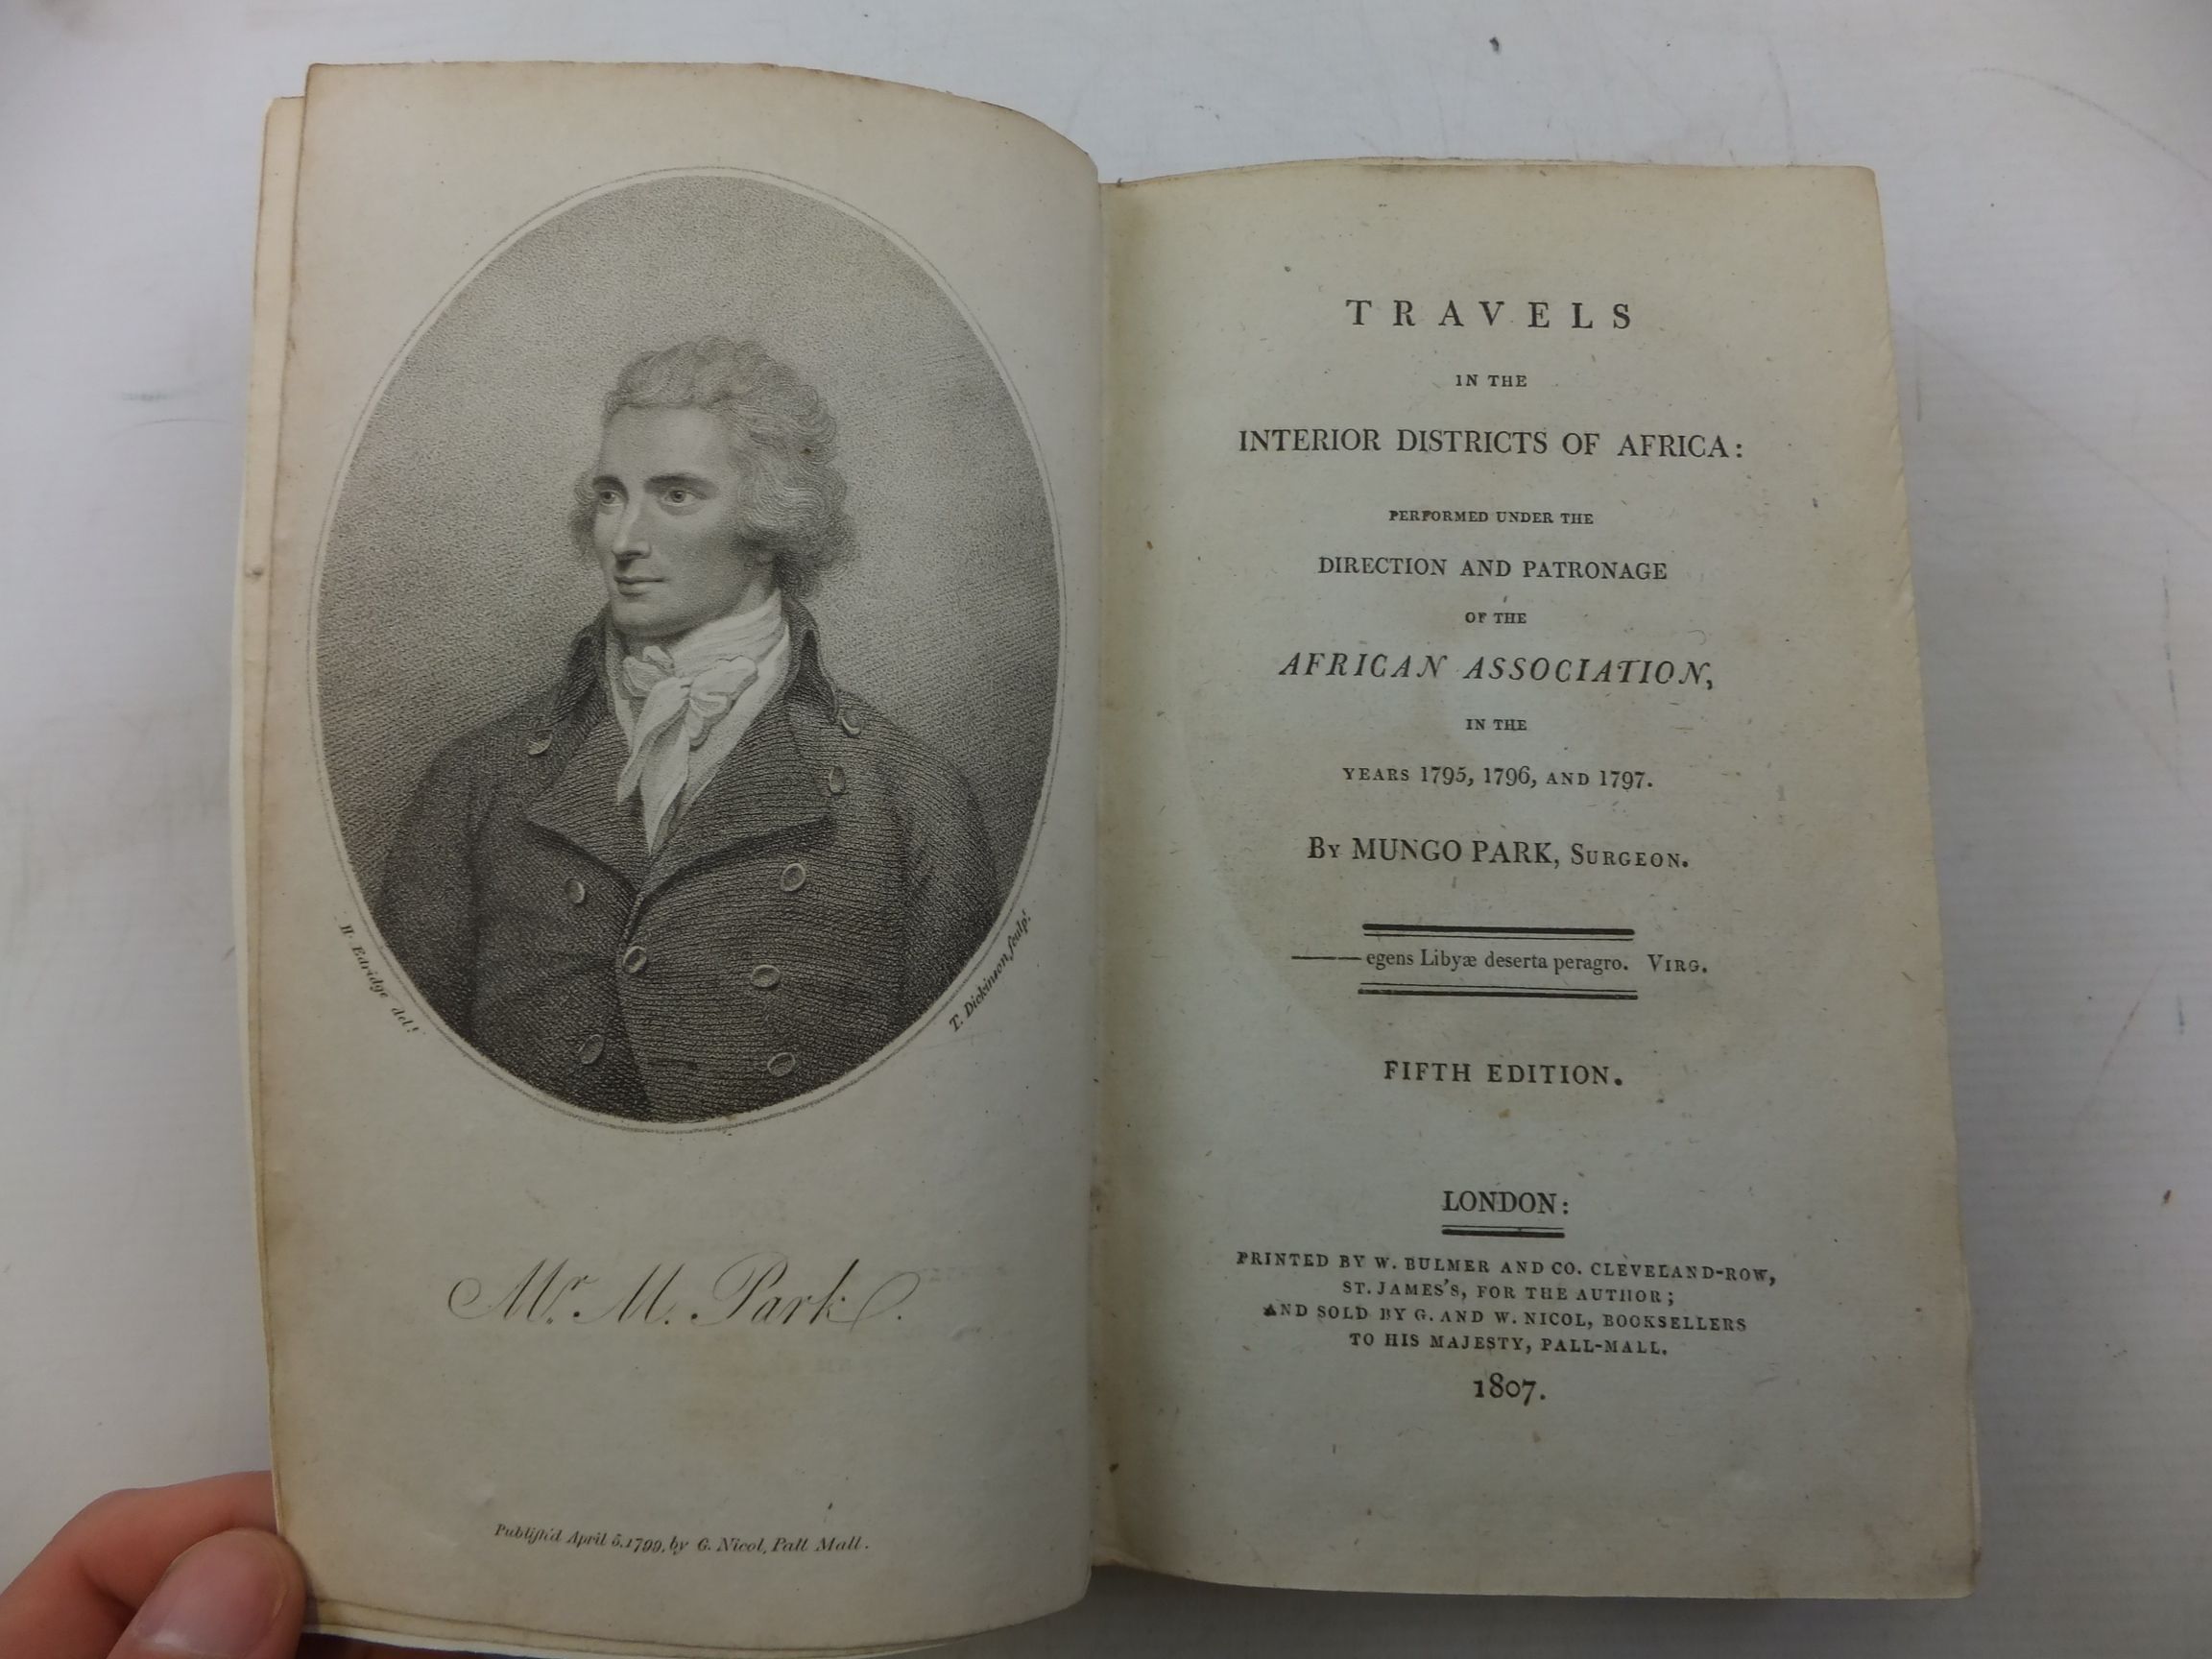 H. Edridge delt.
T. Dickinson sculpt.
Mr. M. Park.
Publish'd April 5. 1799, by G. Nicol, Pall Mall.
TRAVELS
IN THE
INTERIOR DISTRICTS OF AFRICA:
PERFORMED UNDER THE
DIRECTION AND PATRONAGE
OF THE
AFRICAN ASSOCIATION,
IN THE
YEARS 1795, 1796, AND 1797.
By MUNGO PARK, SURGEON.
——— egens Libyæ deserta peragro. VIRG.
FIFTH EDITION.
LONDON:
PRINTED BY W. BULMER AND CO. CLEVELAND-ROW,
ST. JAMES'S, FOR THE AUTHOR;
AND SOLD BY G. AND W. NICOL, BOOKSELLERS
TO HIS MAJESTY, PALL-MALL.
1807.